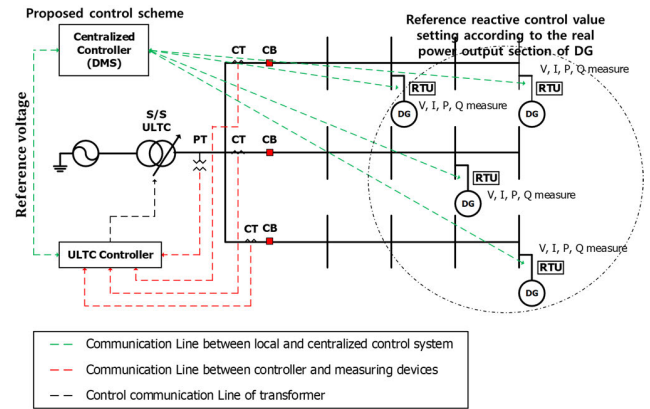 Proposed control scheme
Centralized
Controller
(DMS)
Reference reactive control value
setting according to the real
power output section of DG
CT
CB
V, I, P, Q measure
RTU
RTU
V, I, P, Q measure
DG
DG
S/S
ULTC
PT
CT
CB
RTU
V, I, P, Q measure
DG
Reference voltage
CT
CB
V, I, P, Q measure
RTU
DG
ULTC Controller
Communication Line between local and centralized control system
Communication Line between controller and measuring devices
Control communication Line of transformer